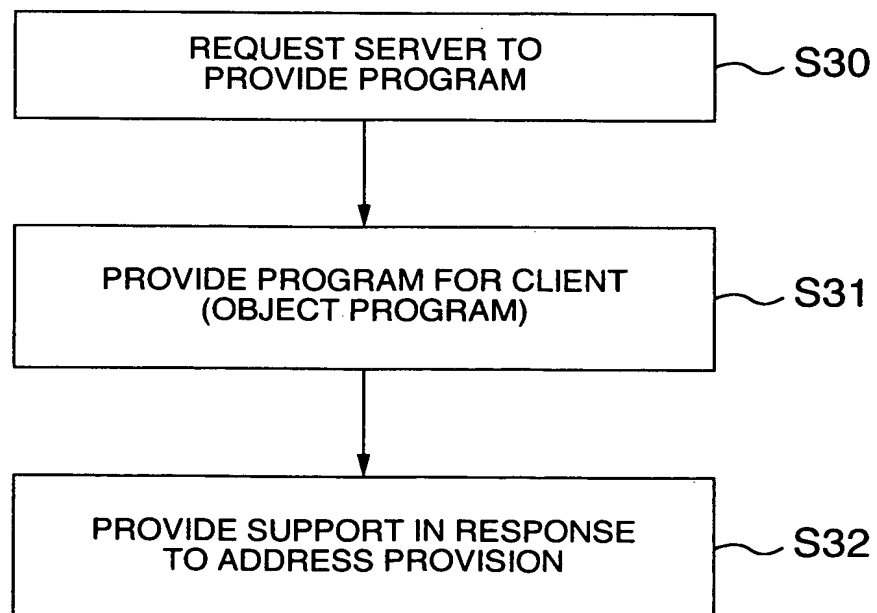 REQUEST SERVER TO
PROVIDE PROGRAM
S30
PROVIDE PROGRAM FOR CLIENT
(OBJECT PROGRAM)
S31
PROVIDE SUPPORT IN RESPONSE
TO ADDRESS PROVISION
S32